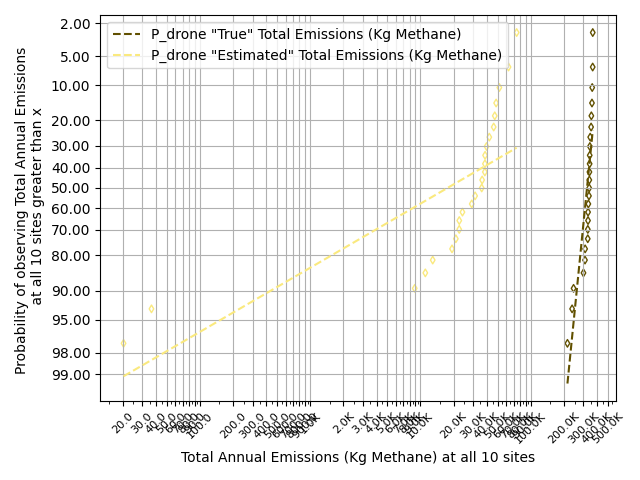 P_drone "True" Total Emissions (Kg Methane)
P_drone "Estimated" Total Emissions (Kg Methane)
Probability of observing Total Annual Emissions
at all 10 sites greater than x
2.00
5.00
10.00
20.00
30.00
40.00
50.00
60.00
70.00
80.00
90.00
95.00
98.00
99.00
20.0
30.0
40.0
100.0
200.0
300.0
400.0
2.0K
3.0K
4.0K
10.0K
20.0K
30.0K
40.0K
100.0K
200.0K
300.0K
400.0K
500.0K
Total Annual Emissions (Kg Methane) at all 10 sites